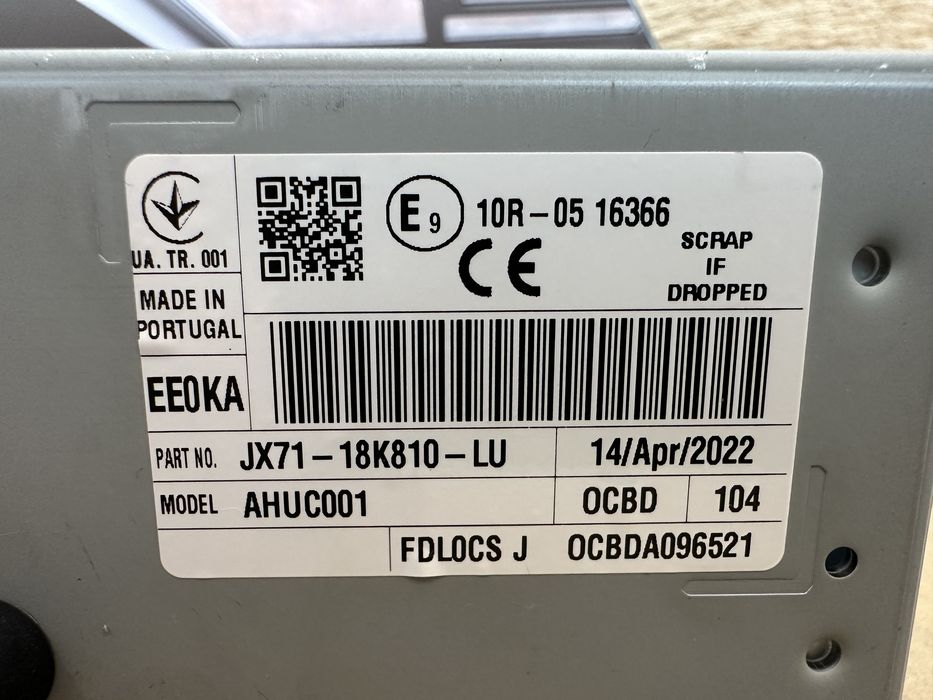 UA. TR. 001
MADE IN
PORTUGAL
EE0KA
E9 10R-05 16366
CE
SCRAP
IF
DROPPED
PART NO. JX71-18K810-LU 14/Apr/2022
MODEL AHUC001 OCBD 104
FDLOCS J OCBDA096521